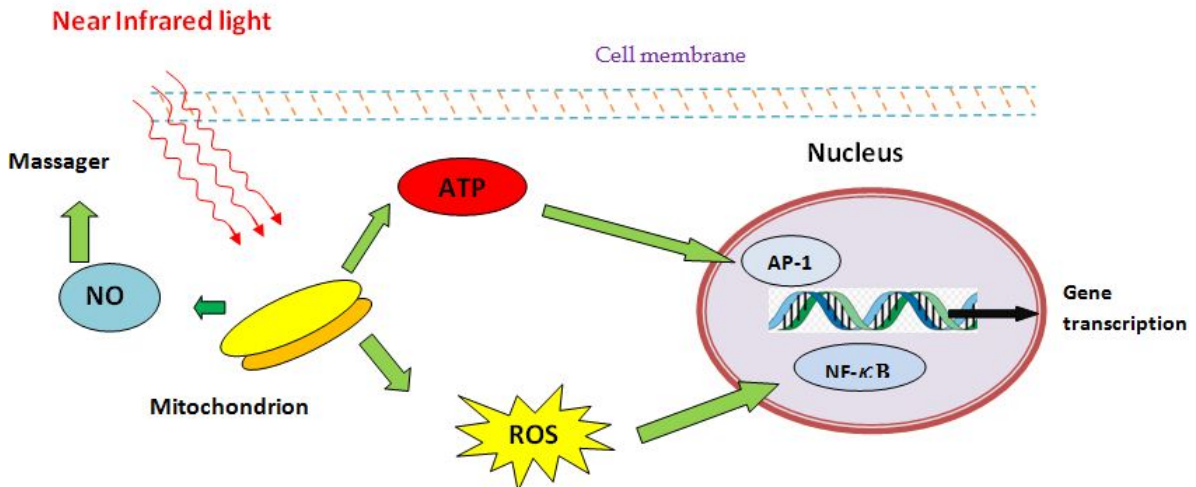 Near Infrared light
Cell membrane
Massager
Nucleus
ATP
AP-1
NO
Gene
transcription
NF-κB
Mitochondrion
ROS